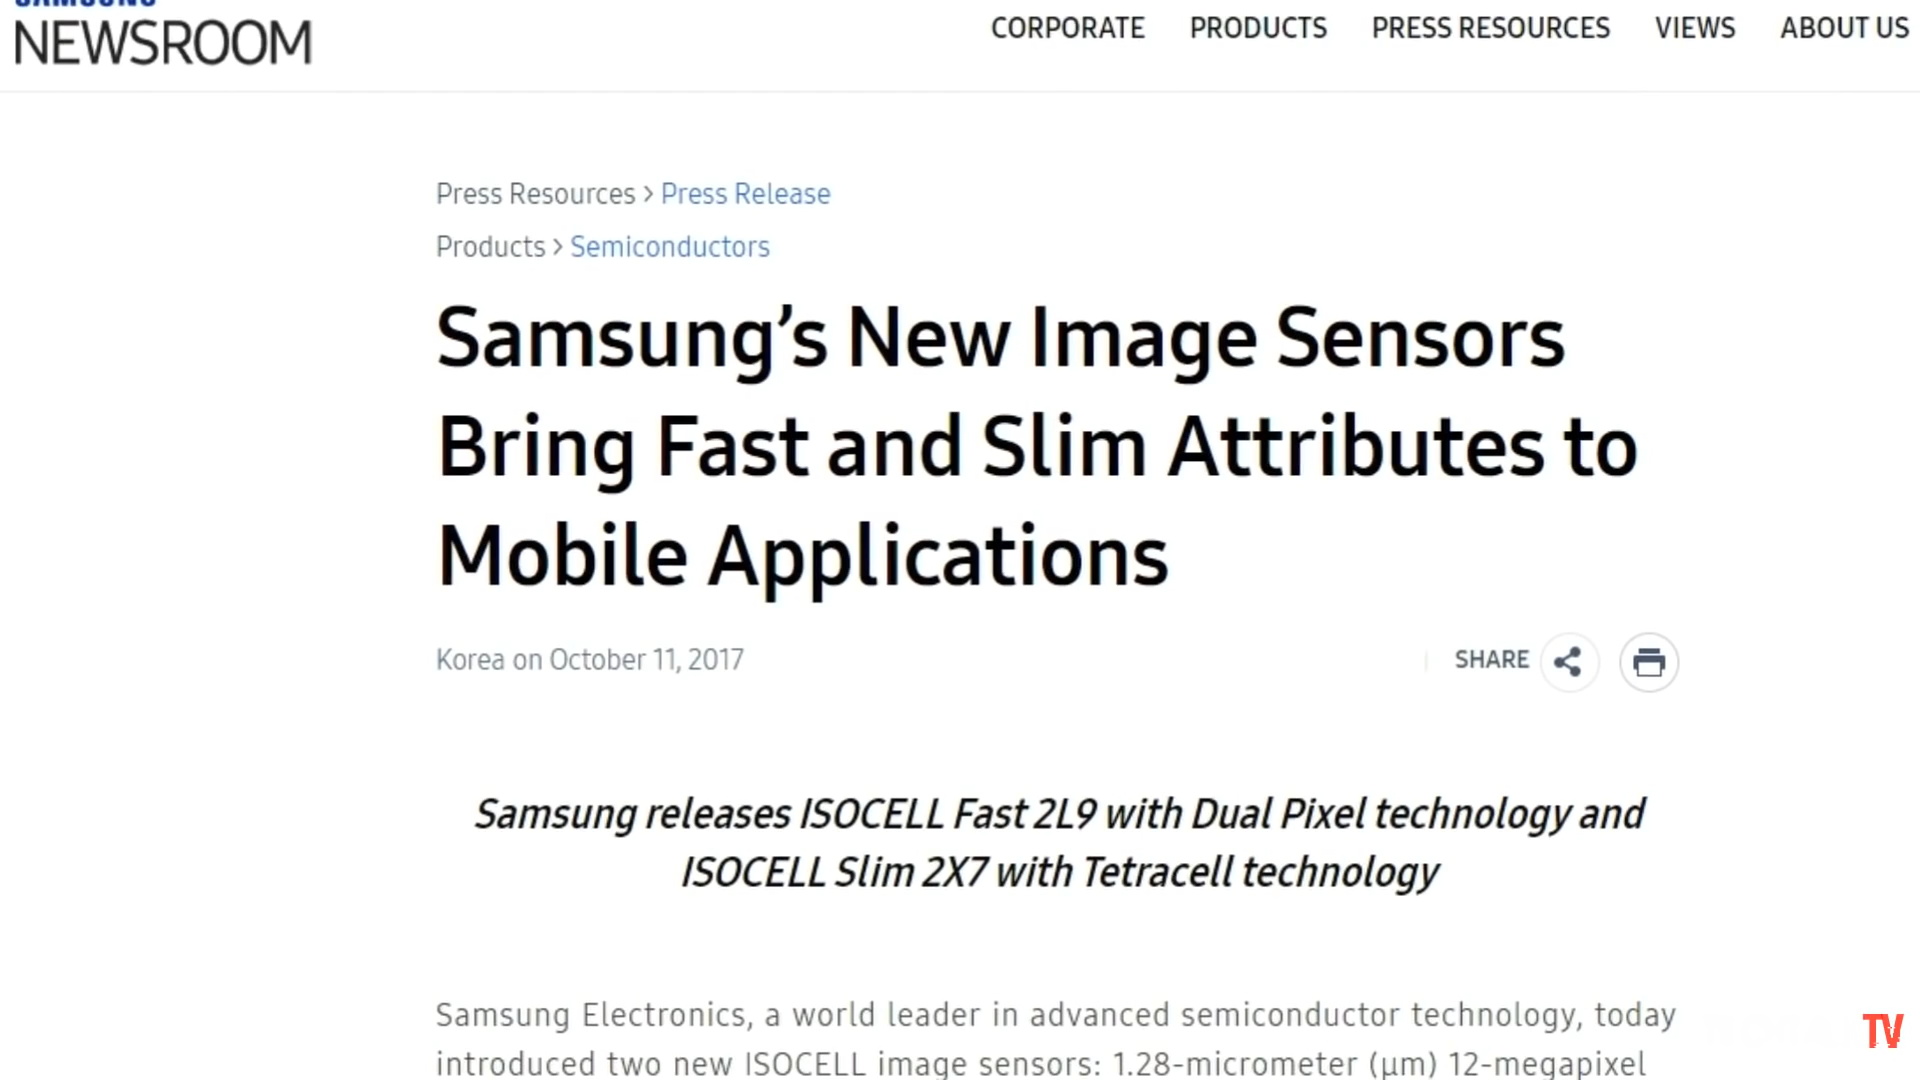 SAMSUNG
NEWSROOM
CORPORATE PRODUCTS PRESS RESOURCES VIEWS ABOUT US
Press Resources > Press Release
Products > Semiconductors
Samsung’s New Image Sensors
Bring Fast and Slim Attributes to
Mobile Applications
Korea on October 11, 2017
SHARE
Samsung releases ISOCELL Fast 2L9 with Dual Pixel technology and
ISOCELL Slim 2X7 with Tetracell technology
Samsung Electronics, a world leader in advanced semiconductor technology, today
introduced two new ISOCELL image sensors: 1.28-micrometer (μm) 12-megapixel
TV